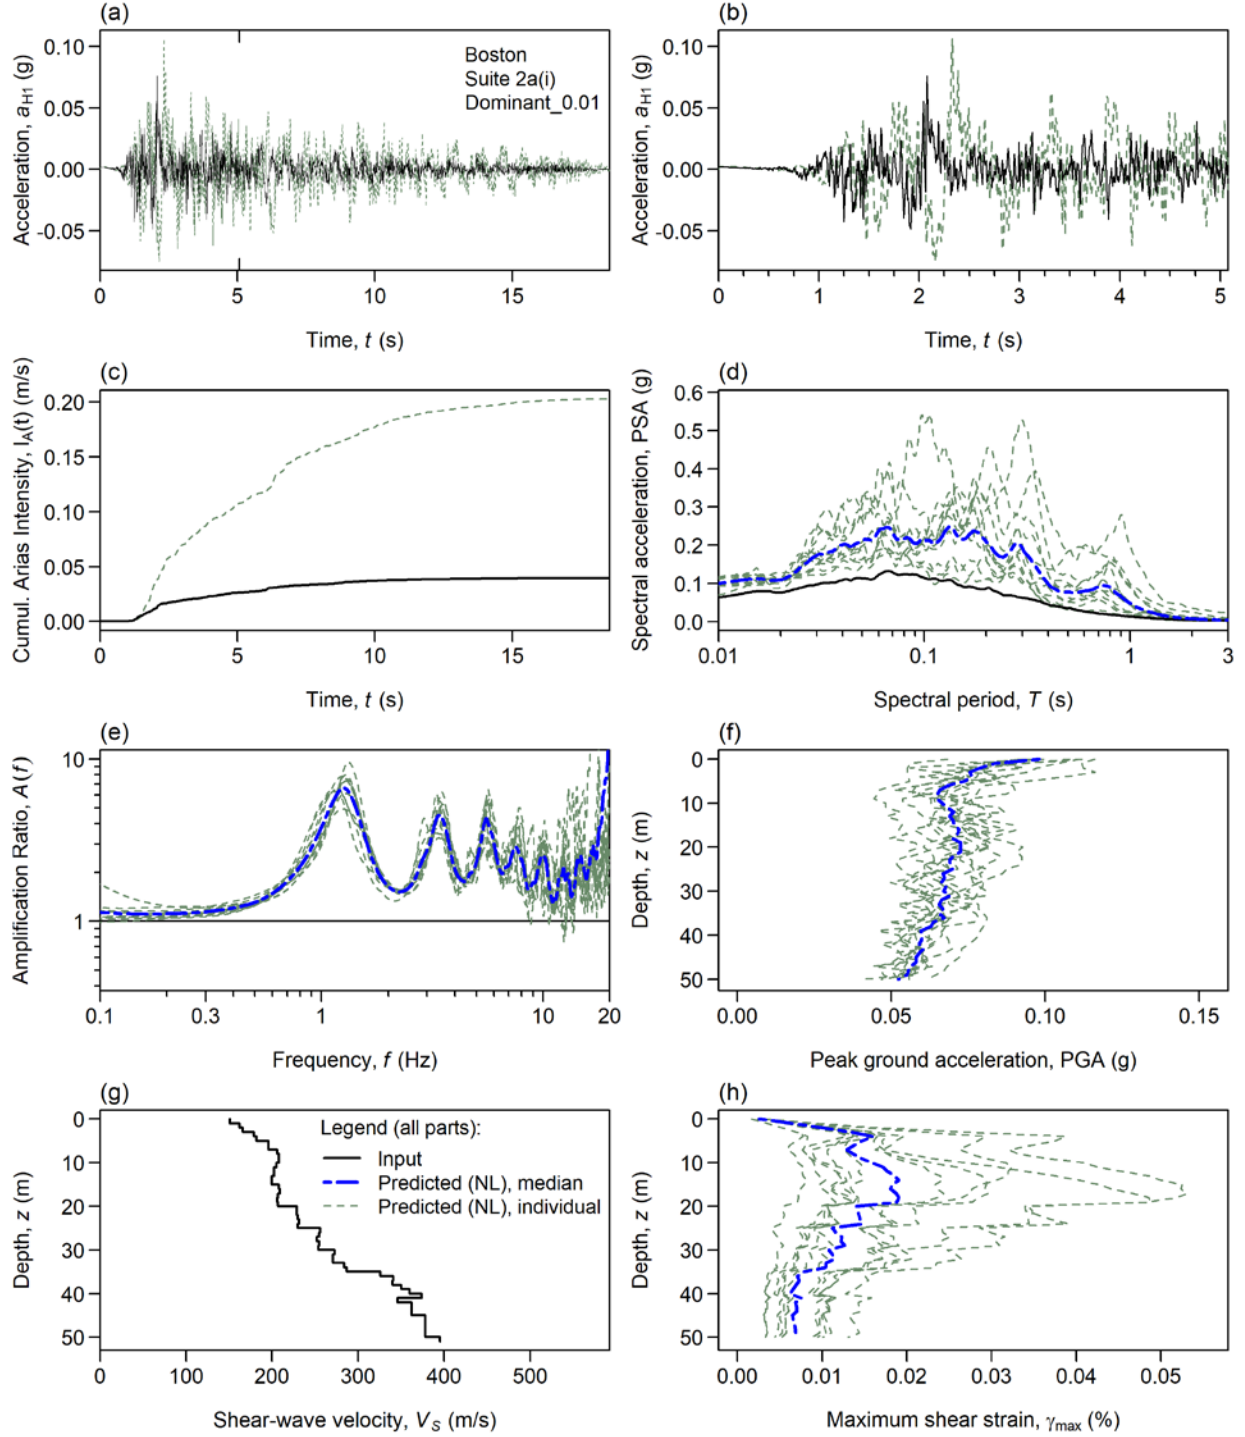 (a)
Acceleration, aH1 (g)
0.10
0.05
0.00
-0.05
Boston
Suite 2a(i)
Dominant_0.01
0 5 10 15
Time, t (s)
(b)
Acceleration, aH1 (g)
0.10
0.05
0.00
-0.05
0 1 2 3 4 5
Time, t (s)
(c)
Cumul. Arias Intensity, IA(t) (m/s)
0.20
0.15
0.10
0.05
0.00
0 5 10 15
Time, t (s)
(d)
Spectral acceleration, PSA (g)
0.6
0.5
0.4
0.3
0.2
0.1
0.0
0.01 0.1 1 3
Spectral period, T (s)
(e)
Amplification Ratio, A(f)
10
1
0.1 0.3 1 3 10 20
Frequency, f (Hz)
(f)
Depth, z (m)
0
10
20
30
40
50
0.00 0.05 0.10 0.15
Peak ground acceleration, PGA (g)
(g)
Depth, z (m)
0
10
20
30
40
50
Legend (all parts):
Input
Predicted (NL), median
Predicted (NL), individual
0 100 200 300 400 500
Shear-wave velocity, VS (m/s)
(h)
Depth, z (m)
0
10
20
30
40
50
0.00 0.01 0.02 0.03 0.04 0.05
Maximum shear strain, γmax (%)